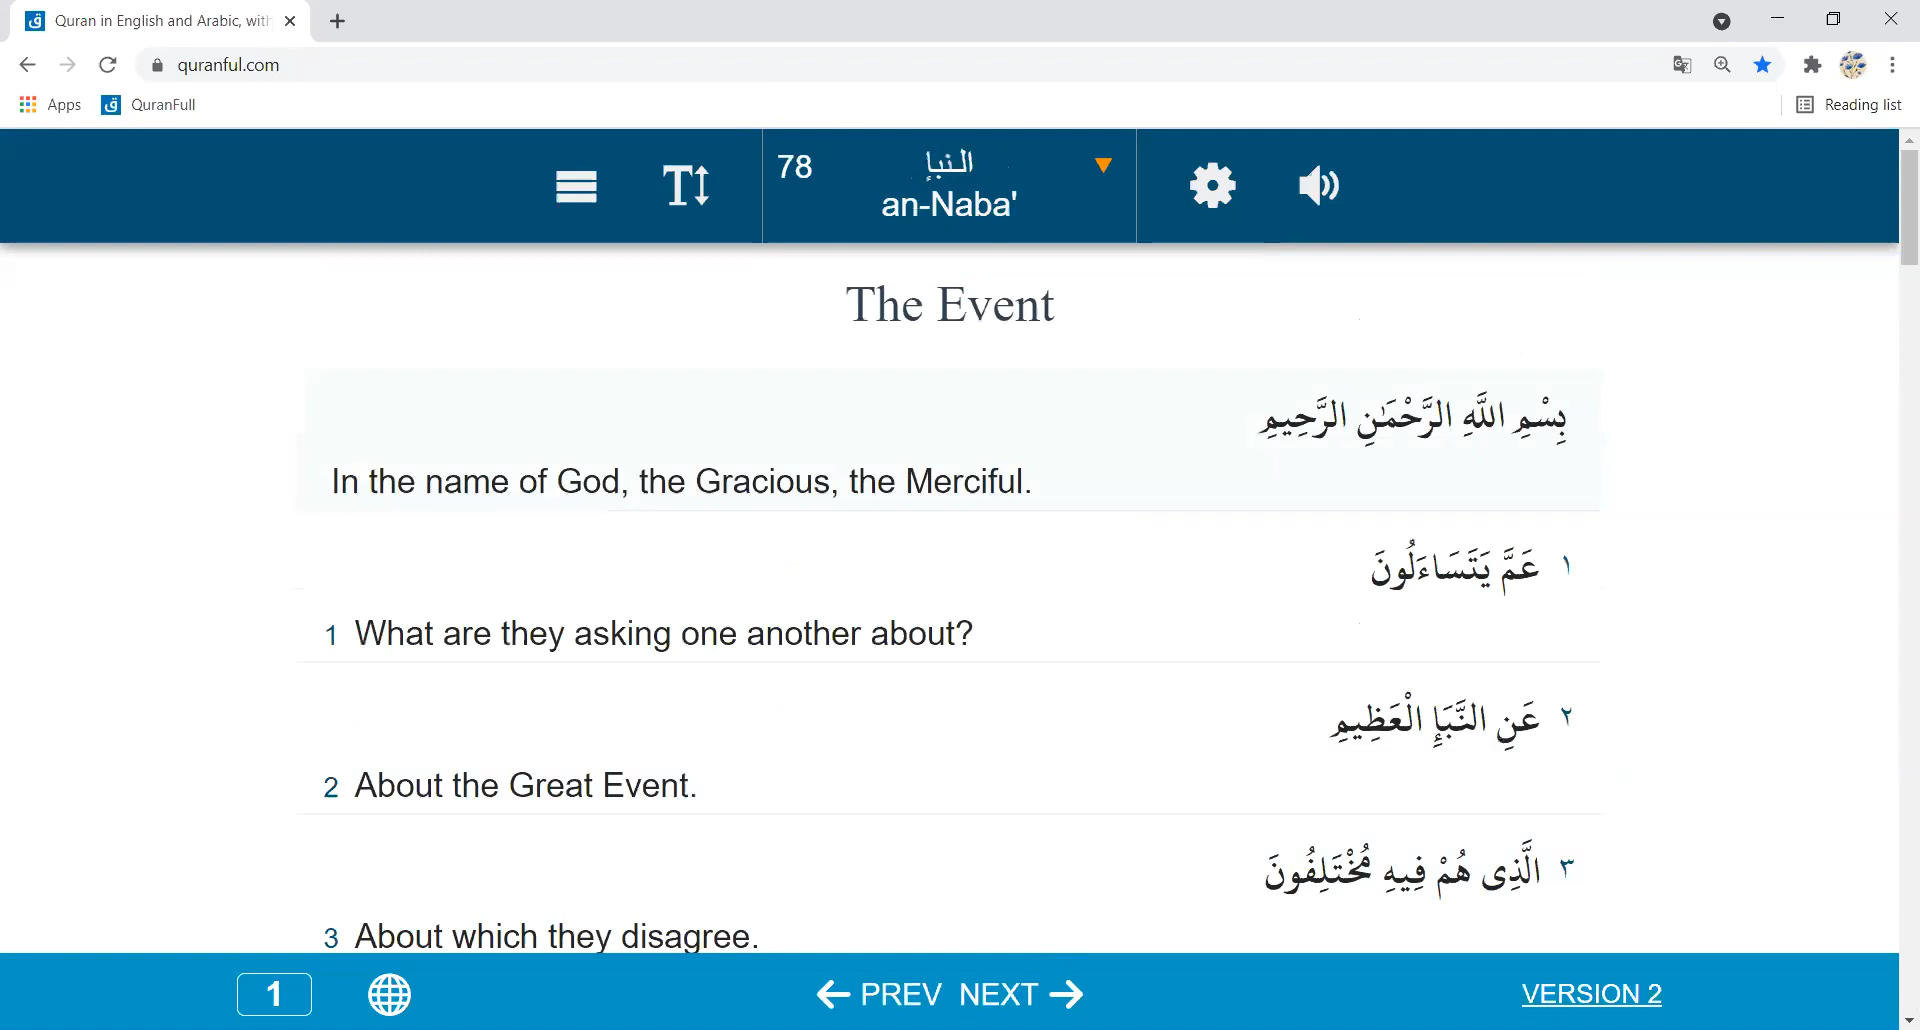 Quran in English and Arabic, with
quranful.com
Apps
QuranFull
Reading list
78
النبإ
an-Naba'
The Event
بِسْمِ اللَّهِ الرَّحْمَٰنِ الرَّحِيمِ
In the name of God, the Gracious, the Merciful.
١ عَمَّ يَتَسَاءَلُونَ
1 What are they asking one another about?
٢ عَنِ النَّبَإِ الْعَظِيمِ
2 About the Great Event.
٣ الَّذِى هُمْ فِيهِ مُخْتَلِفُونَ
3 About which they disagree.
1
PREV NEXT
VERSION 2